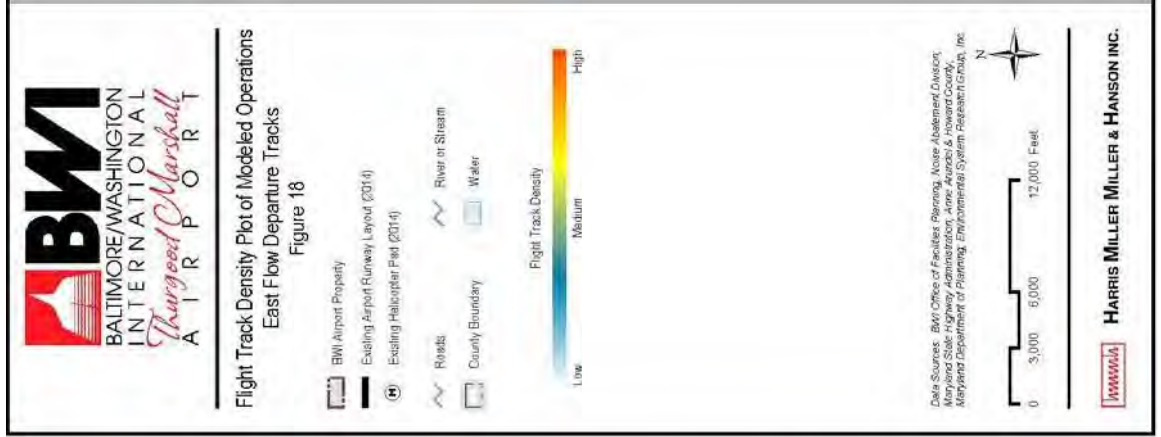 BWI
BALTIMORE/WASHINGTON
INTERNATIONAL
Thurgood Marshall
AIRPORT
Flight Track Density Plot of Modeled Operations
East Flow Departure Tracks
Figure 18
BWI Airport Property
Existing Airport Runway Layout (2014)
H Existing Helicopter Pad (2014)
Roads
River or Stream
County Boundary
Water
Flight Track Density
Low Medium High
Data Sources: BWI Office of Facilities Planning, Noise Abatement Division,
Maryland State Highway Administration, Anne Arundel & Howard County,
Maryland Department of Planning, Environmental System Research Group, Inc.
N
0 3,000 6,000 12,000 Feet
HARRIS MILLER MILLER & HANSON INC.